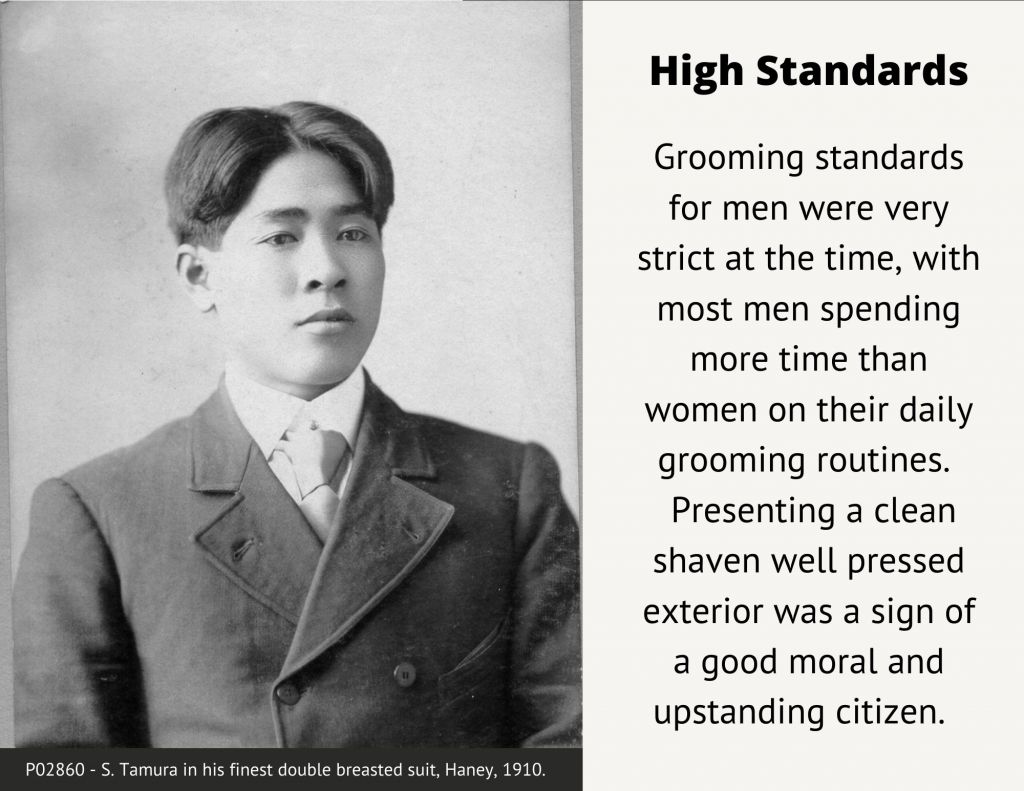 High Standards
Grooming standards
for men were very
strict at the time, with
most men spending
more time than
women on their daily
grooming routines.
Presenting a clean
shaven well pressed
exterior was a sign of
a good moral and
upstanding citizen.
P02860 - S. Tamura in his finest double breasted suit, Haney, 1910.